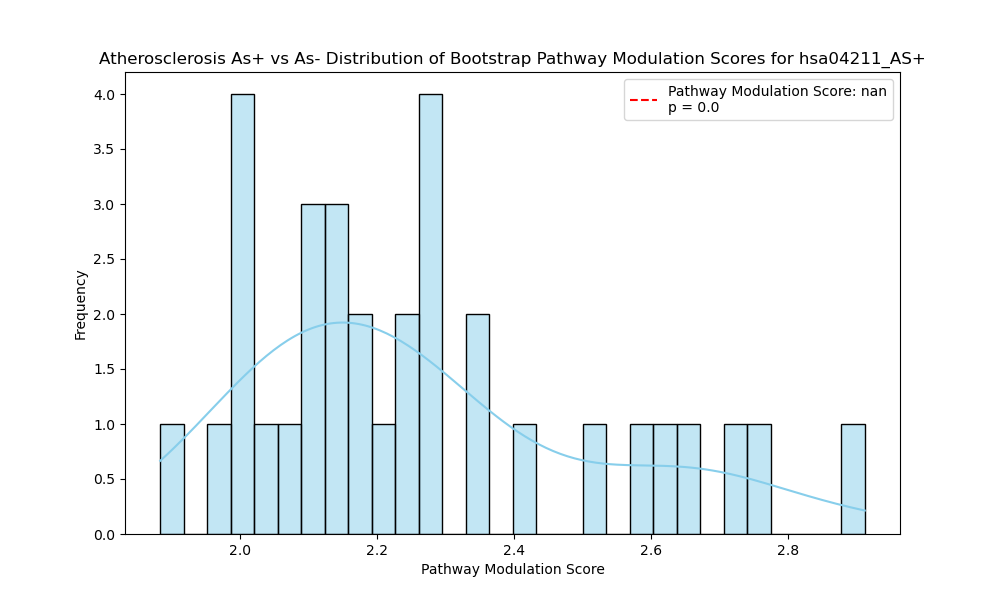 Atherosclerosis As+ vs As- Distribution of Bootstrap Pathway Modulation Scores for hsa04211_AS+
Pathway Modulation Score: nan
p = 0.0
4.0
3.5
3.0
2.5
2.0
1.5
1.0
0.5
0.0
Frequency
2.0 2.2 2.4 2.6 2.8
Pathway Modulation Score